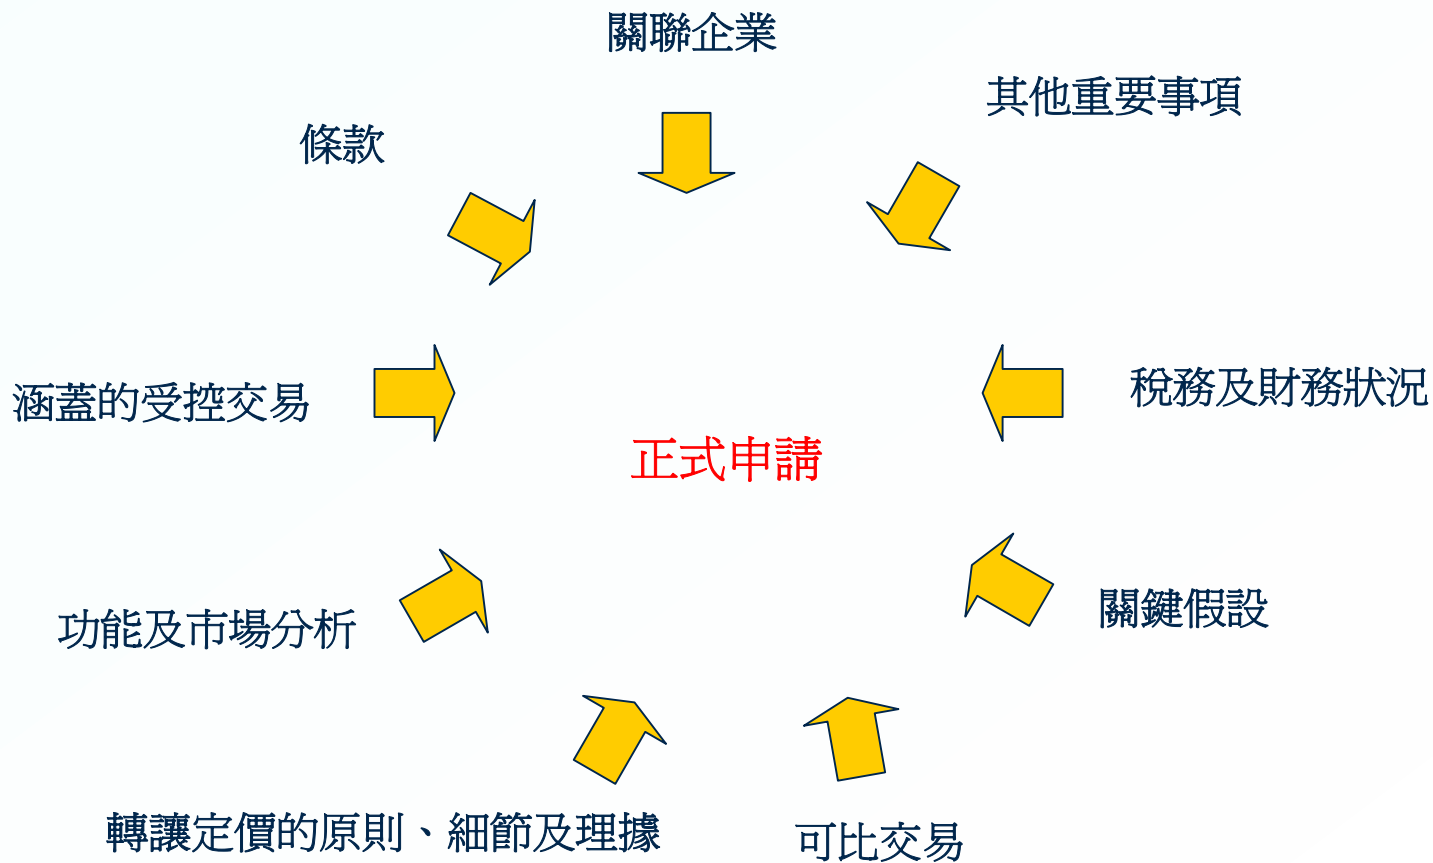 關聯企業
其他重要事項
條款
稅務及財務狀況
涵蓋的受控交易
正式申請
關鍵假設
功能及市場分析
轉讓定價的原則、細節及理據
可比交易